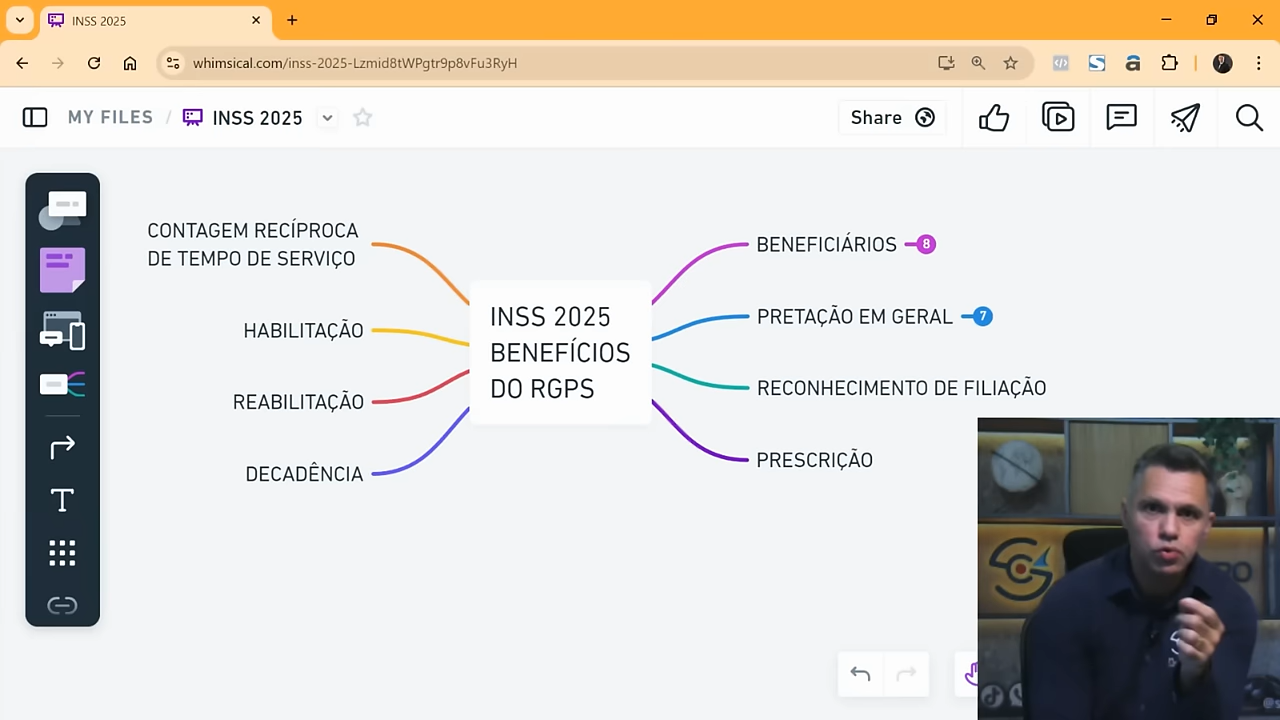 INSS 2025
whimsical.com/inss-2025-Lzmid8tWPgtr9p8vFu3RyH
MY FILES / INSS 2025
Share
CONTAGEM RECÍPROCA
DE TEMPO DE SERVIÇO
HABILITAÇÃO
REABILITAÇÃO
DECADÊNCIA
INSS 2025
BENEFÍCIOS
DO RGPS
BENEFICIÁRIOS 8
PRETAÇÃO EM GERAL 7
RECONHECIMENTO DE FILIAÇÃO
PRESCRIÇÃO